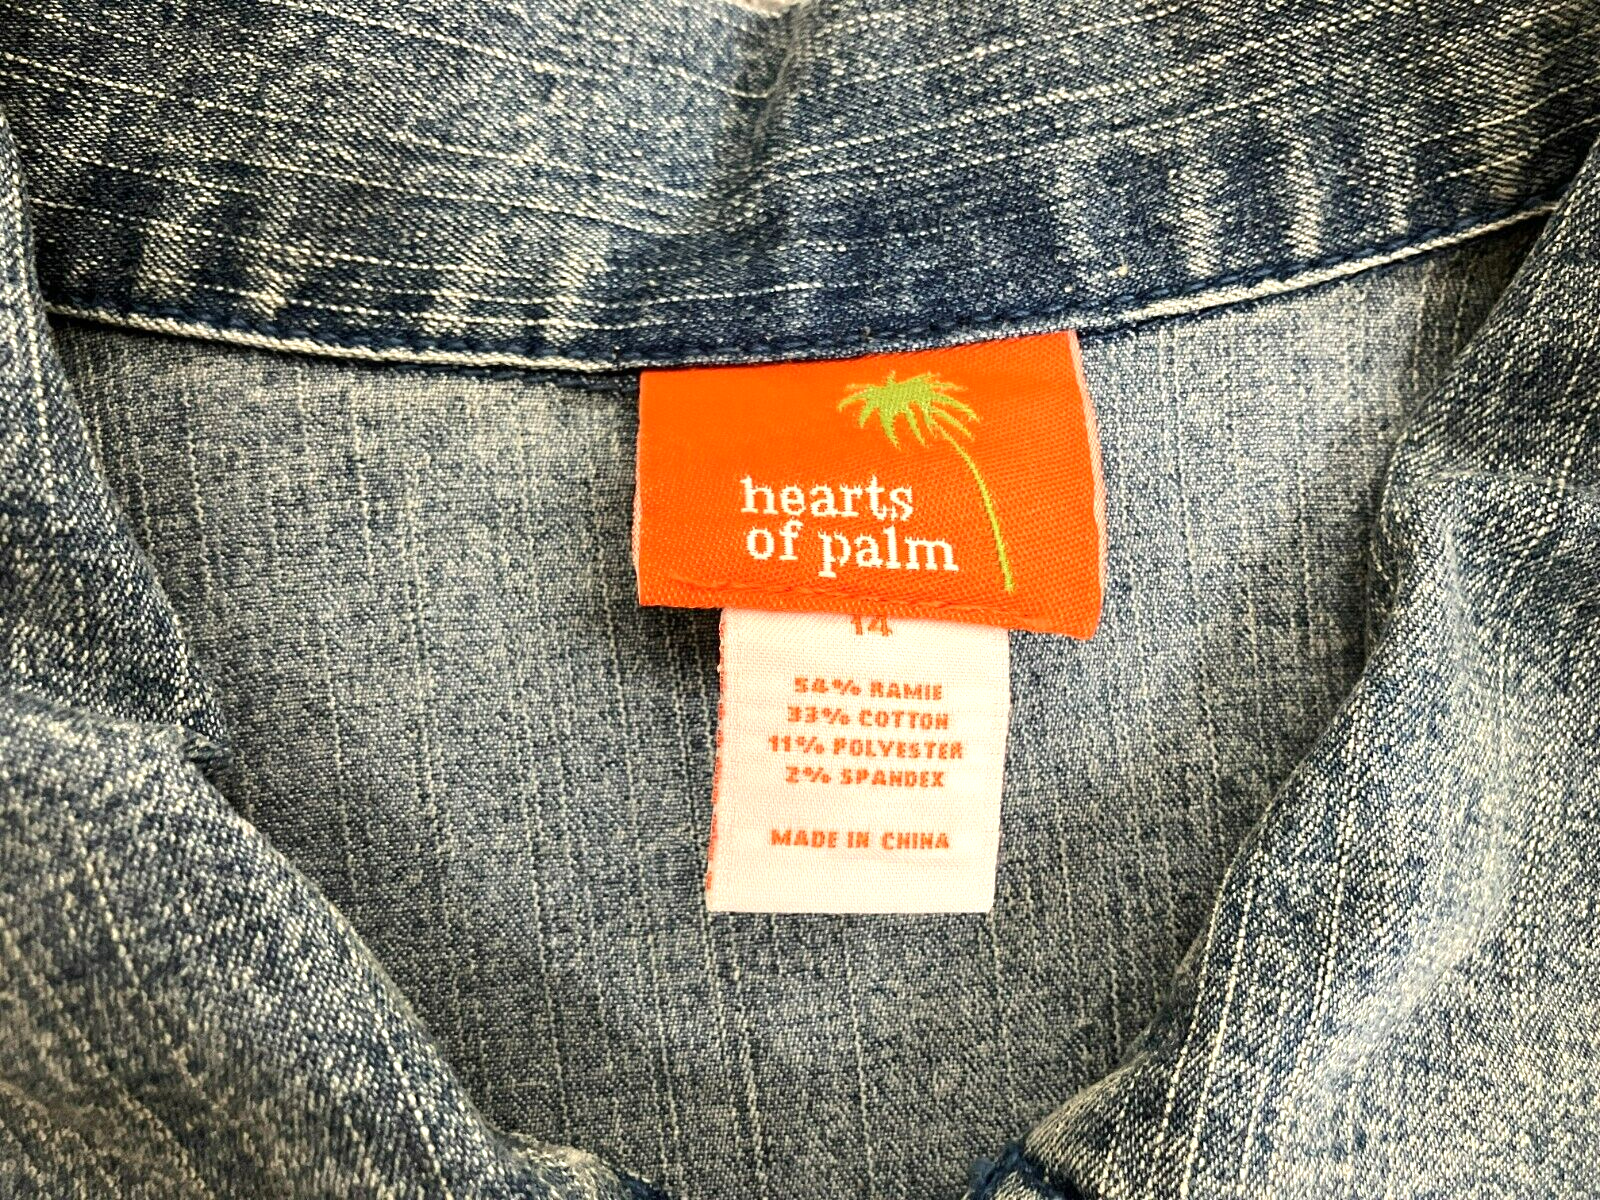 hearts
of palm
14
54% RAMIE
33% COTTON
11% POLYESTER
2% SPANDEX
MADE IN CHINA